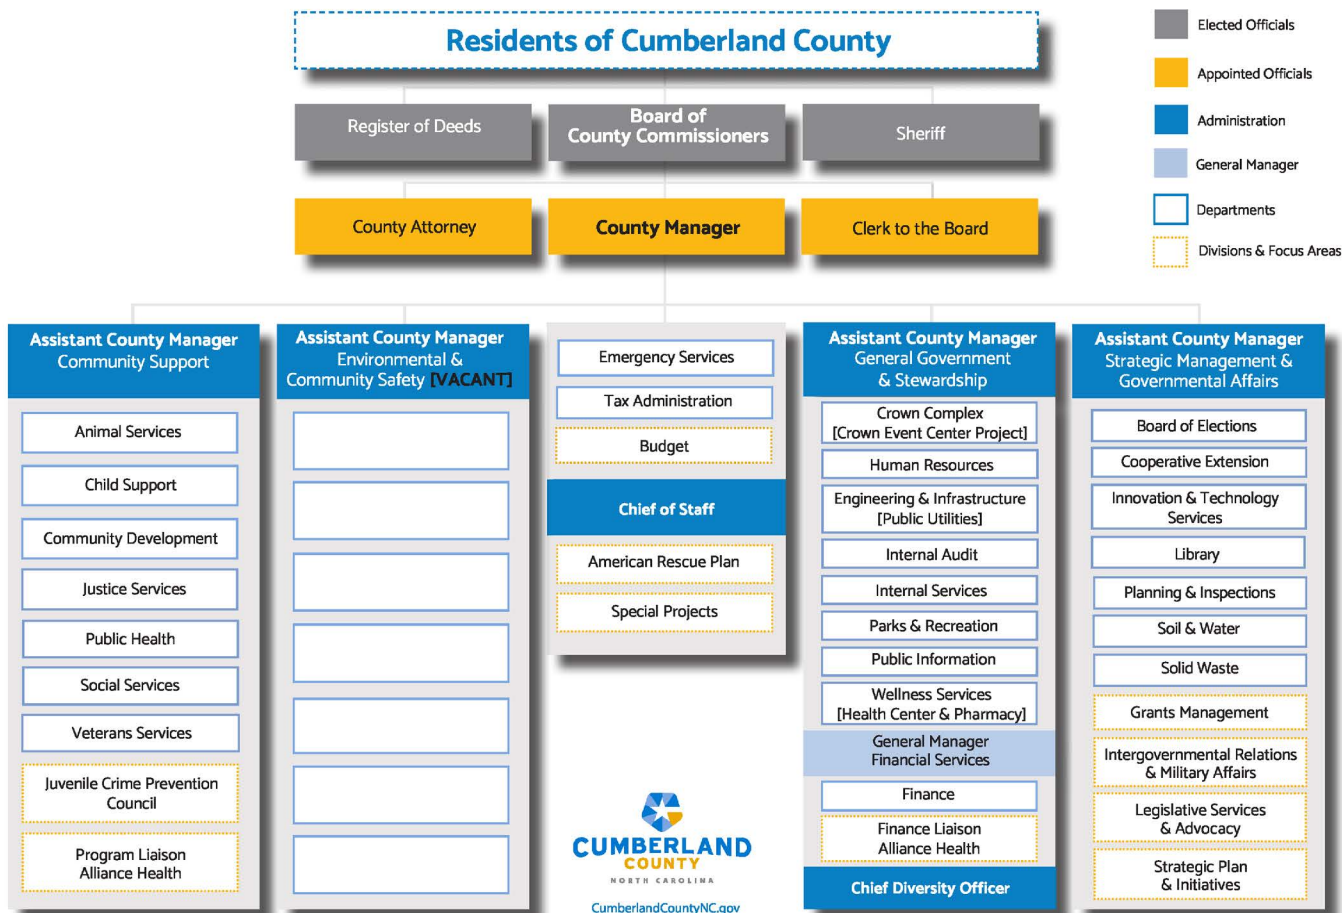 Residents of Cumberland County
Elected Officials
Appointed Officials
Administration
General Manager
Departments
Divisions & Focus Areas
Register of Deeds
Board of
County Commissioners
Sheriff
County Attorney
County Manager
Clerk to the Board
Assistant County Manager
Community Support
Animal Services
Child Support
Community Development
Justice Services
Public Health
Social Services
Veterans Services
Juvenile Crime Prevention
Council
Program Liaison
Alliance Health
Assistant County Manager
Environmental &
Community Safety [VACANT]
Emergency Services
Tax Administration
Budget
Chief of Staff
American Rescue Plan
Special Projects
Assistant County Manager
General Government
& Stewardship
Crown Complex
[Crown Event Center Project]
Human Resources
Engineering & Infrastructure
[Public Utilities]
Internal Audit
Internal Services
Parks & Recreation
Public Information
Wellness Services
[Health Center & Pharmacy]
General Manager
Financial Services
Finance
Finance Liaison
Alliance Health
Chief Diversity Officer
Assistant County Manager
Strategic Management &
Governmental Affairs
Board of Elections
Cooperative Extension
Innovation & Technology
Services
Library
Planning & Inspections
Soil & Water
Solid Waste
Grants Management
Intergovernmental Relations
& Military Affairs
Legislative Services
& Advocacy
Strategic Plan
& Initiatives
CUMBERLAND
COUNTY
NORTH CAROLINA
CumberlandCountyNC.gov